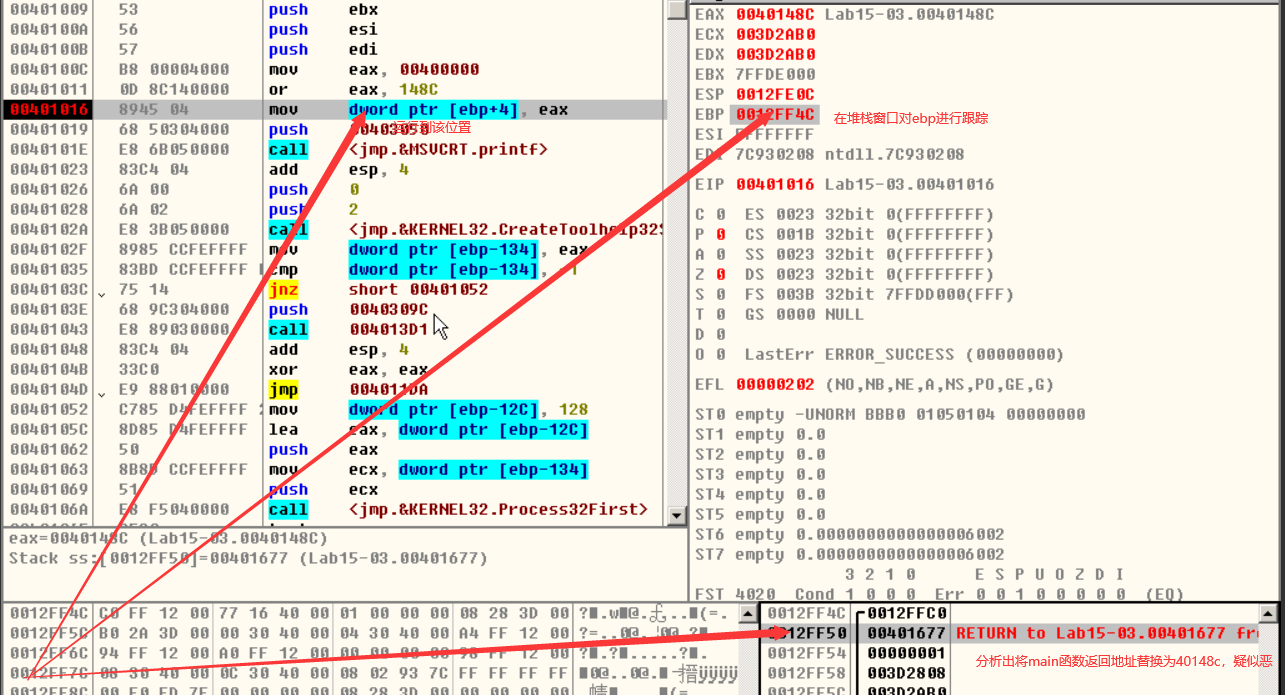 00401009 53 push ebx
0040100A 56 push esi
0040100B 57 push edi
0040100C B8 00004000 mov eax, 00400000
00401011 0D 8C140000 or eax, 148C
00401016 8945 04 mov dword ptr [ebp+4], eax
00401019 68 50304000 push 00403050
运行到该位置
0040101E E8 6B050000 call <jmp.&MSVCRT.printf>
00401023 83C4 04 add esp, 4
00401026 6A 00 push 0
00401028 6A 02 push 2
0040102A E8 3B050000 call <jmp.&KERNEL32.CreateToolhelp32S
0040102F 8985 CCFEFFFF mov dword ptr [ebp-134], eax
00401035 83BD CCFEFFFF cmp dword ptr [ebp-134],
0040103C 75 14 jnz short 00401052
0040103E 68 9C304000 push 0040309C
00401043 E8 89030000 call 004013D1
00401048 83C4 04 add esp, 4
0040104B 33C0 xor eax, eax
0040104D E9 88010000 jmp 004011DA
00401052 C785 D4FEFFFF mov dword ptr [ebp-12C], 128
0040105C 8D85 D4FEFFFF lea eax, dword ptr [ebp-12C]
00401062 50 push eax
00401063 8B8D CCFEFFFF mov ecx, dword ptr [ebp-134]
00401069 51 push ecx
0040106A E8 F5040000 call <jmp.&KERNEL32.Process32First>
eax=0040148C (Lab15-03.0040148C)
Stack ss:[0012FF50]=00401677 (Lab15-03.00401677)
EAX 0040148C Lab15-03.0040148C
ECX 003D2AB0
EDX 003D2AB0
EBX 7FFDE000
ESP 0012FE0C
EBP 0012FF4C 在堆栈窗口对ebp进行跟踪
ESI FFFFFFFF
EDI 7C930208 ntdll.7C930208
EIP 00401016 Lab15-03.00401016
C 0 ES 0023 32bit 0(FFFFFFFF)
P 0 CS 001B 32bit 0(FFFFFFFF)
A 0 SS 0023 32bit 0(FFFFFFFF)
Z 0 DS 0023 32bit 0(FFFFFFFF)
S 0 FS 003B 32bit 7FFDD000(FFF)
T 0 GS 0000 NULL
D 0
O 0 LastErr ERROR_SUCCESS (00000000)
EFL 00000202 (NO,NB,NE,A,NS,PO,GE,G)
ST0 empty -UNORM BBB0 01050104 00000000
ST1 empty 0.0
ST2 empty 0.0
ST3 empty 0.0
ST4 empty 0.0
ST5 empty 0.0
ST6 empty 0.0000000000000006002
ST7 empty 0.0000000000000006002
3 2 1 0 E S P U O Z D I
FST 4020 Cond 1 0 0 0 Err 0 0 1 0 0 0 0 0 (EQ)
0012FF4C C0 FF 12 00 77 16 40 00 01 00 00 00 08 28 3D 00
0012FF5C B0 2A 3D 00 00 30 40 00 04 30 40 00 A4 FF 12 00
0012FF6C 94 FF 12 00 A0 FF 12 00 00 00 00 00 98 FF 12 00
0012FF7C 08 30 40 00 0C 30 40 00 08 02 93 7C FF FF FF FF
0012FF8C 00 E0 FD 7F 00 00 00 00 08 28 3D 00 00 00 00 00
0012FF4C 0012FFC0
0012FF50 00401677 RETURN to Lab15-03.00401677 fr
0012FF54 00000001
0012FF58 003D2808
分析出将main函数返回地址替换为40148c，疑似恶
0012FF5C 003D2AB0